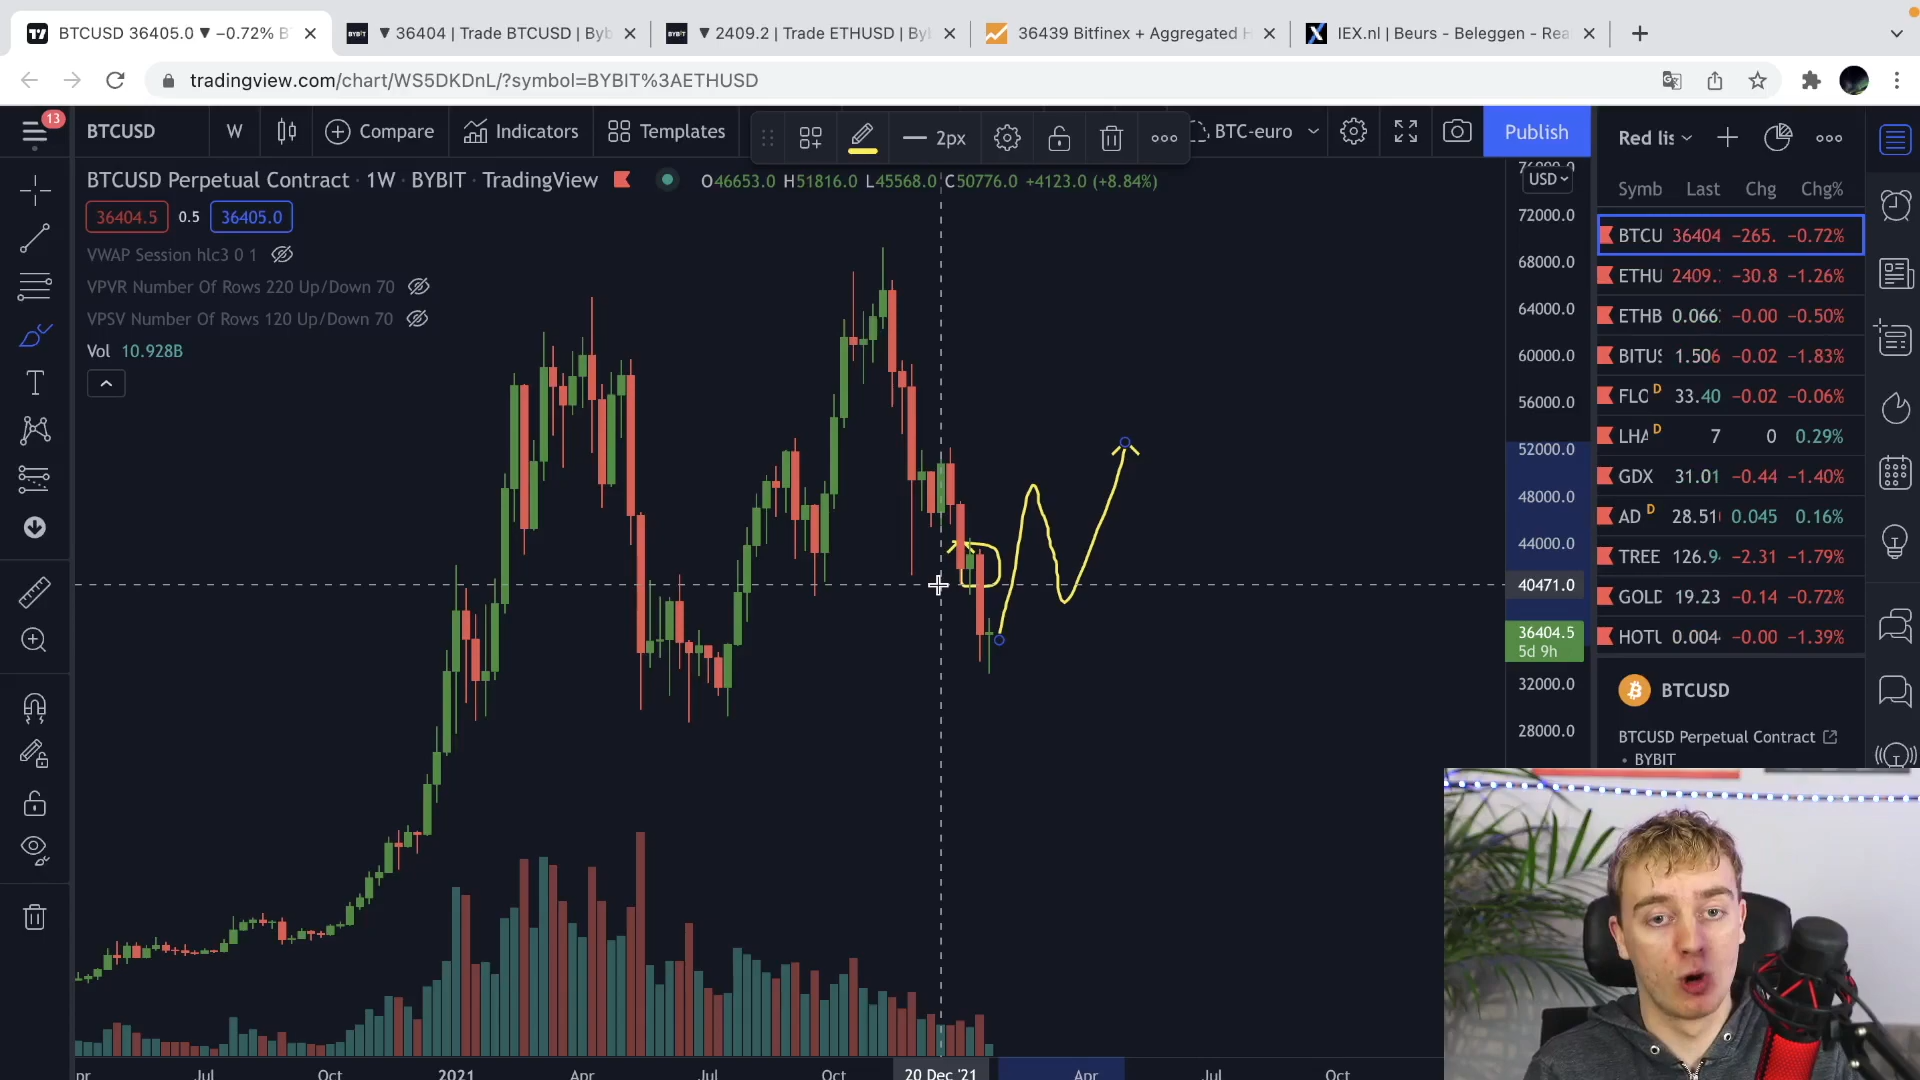 BTCUSD 36405.0 ▼ −0.72%
▼ 36404 | Trade BTCUSD | Byb
▼ 2409.2 | Trade ETHUSD | By
36439 Bitfinex + Aggregated
IEX.nl | Beurs - Beleggen - Rea
tradingview.com/chart/WS5DKDnL/?symbol=BYBIT%3AETHUSD
13
BTCUSD
W
Compare
Indicators
Templates
2px
BTC-euro
Publish
Red lis
BTCUSD Perpetual Contract · 1W · BYBIT · TradingView
O46653.0 H51816.0 L45568.0 C50776.0 +4123.0 (+8.84%)
USD
36404.5
0.5
36405.0
VWAP Session hlc3 0 1
VPVR Number Of Rows 220 Up/Down 70
VPSV Number Of Rows 120 Up/Down 70
Vol 10.928B
76000.0
72000.0
68000.0
64000.0
60000.0
56000.0
52000.0
48000.0
44000.0
40471.0
36404.5
5d 9h
32000.0
28000.0
Symb Last Chg Chg%
BTCU 36404 −265. −0.72%
ETHU 2409. −30.8 −1.26%
ETHB 0.066 −0.00 −0.50%
BITUS 1.506 −0.02 −1.83%
FLO D 33.40 −0.02 −0.06%
LHA D 7 0 0.29%
GDX 31.01 −0.44 −1.40%
AD D 28.51 0.045 0.16%
TREE 126.9 −2.31 −1.79%
GOLD 19.23 −0.14 −0.72%
HOTU 0.004 −0.00 −1.39%
BTCUSD
BTCUSD Perpetual Contract
• BYBIT
Jul
Oct
2021
Apr
Jul
Oct
20 Dec '21
Apr
Jul
Oct